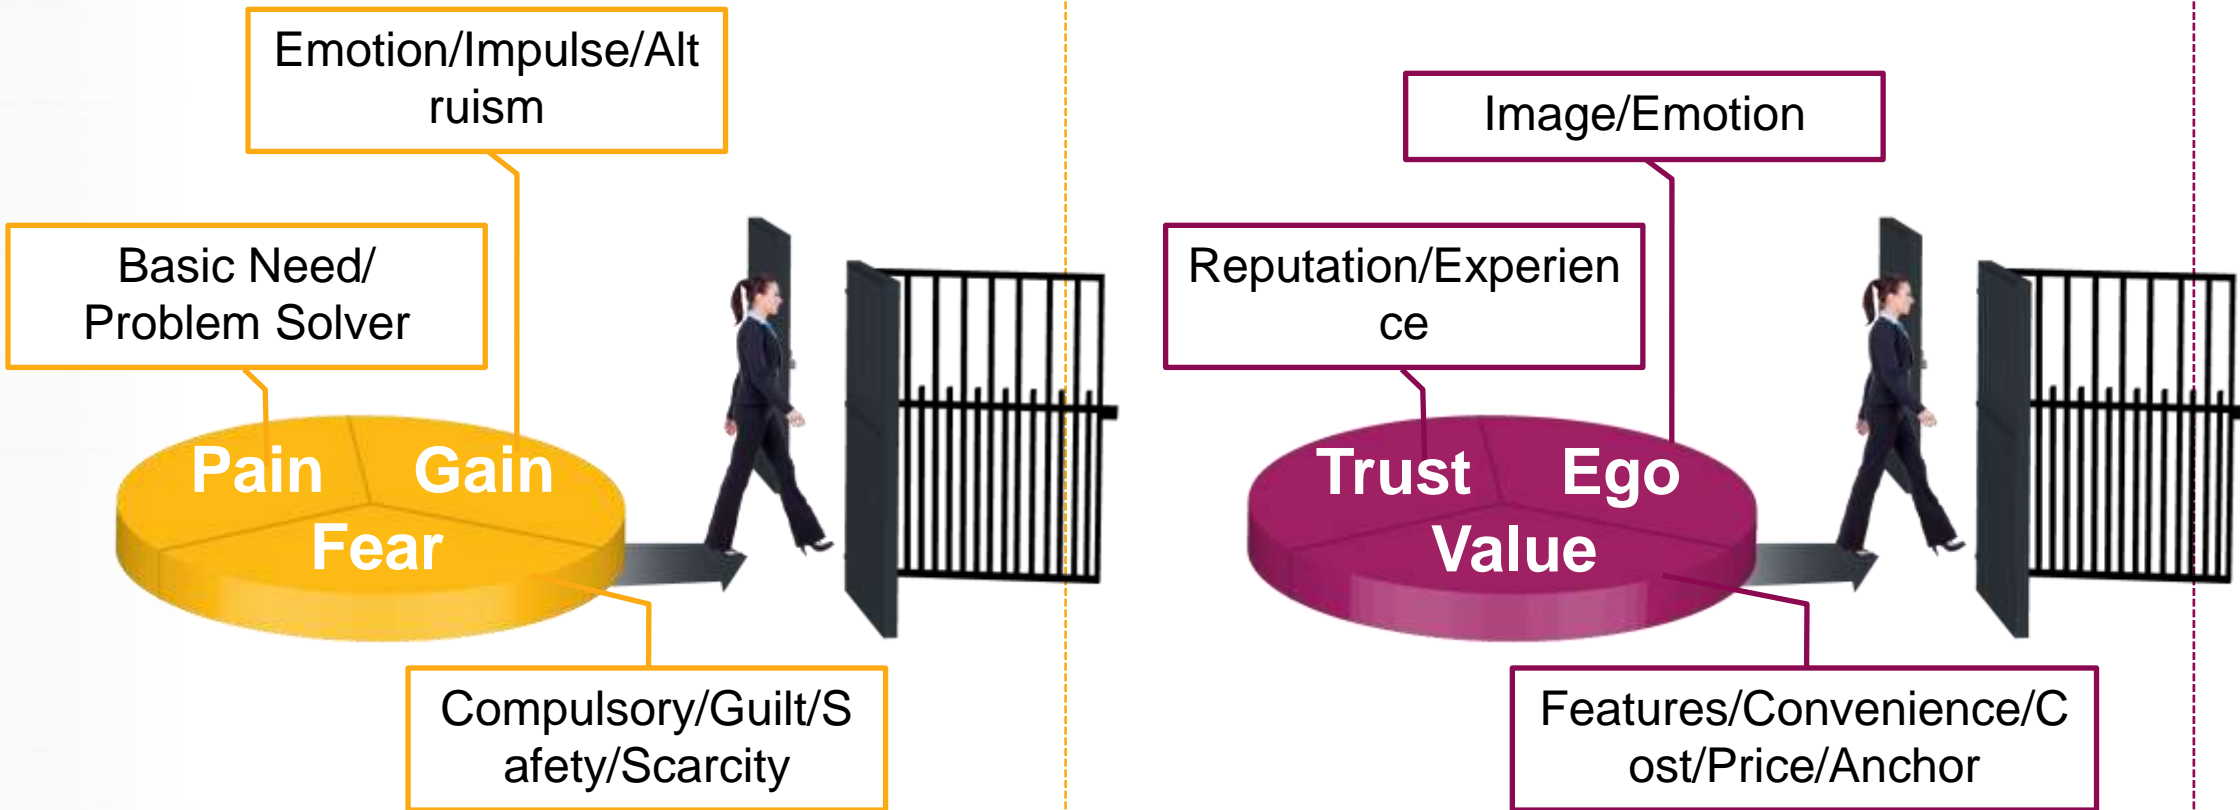 Emotion/Impulse/Alt
ruism
Basic Need/
Problem Solver
Pain
Gain
Fear
Compulsory/Guilt/S
afety/Scarcity
Image/Emotion
Reputation/Experien
ce
Trust
Ego
Value
Features/Convenience/C
ost/Price/Anchor